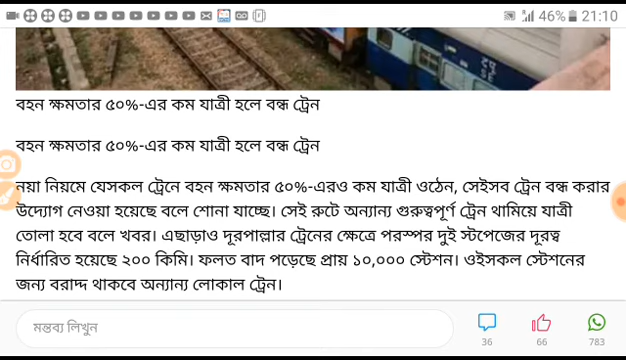 46% 21:10
বহন ক্ষমতার ৫০%-এর কম যাত্রী হলে বন্ধ ট্রেন
বহন ক্ষমতার ৫০%-এর কম যাত্রী হলে বন্ধ ট্রেন
নয়া নিয়মে যেসকল ট্রেনে বহন ক্ষমতার ৫০%-এরও কম যাত্রী ওঠেন, সেইসব ট্রেন বন্ধ করার
উদ্যোগ নেওয়া হয়েছে বলে শোনা যাচ্ছে। সেই রুটে অন্যান্য গুরুত্বপূর্ণ ট্রেন থামিয়ে যাত্রী
তোলা হবে বলে খবর। এছাড়াও দূরপাল্লার ট্রেনের ক্ষেত্রে পরস্পর দুই স্টপেজের দূরত্ব
নির্ধারিত হয়েছে ২০০ কিমি। ফলত বাদ পড়েছে প্রায় ১০,০০০ স্টেশন। ওইসকল স্টেশনের
জন্য বরাদ্দ থাকবে অন্যান্য লোকাল ট্রেন।
মন্তব্য লিখুন
36 66 783